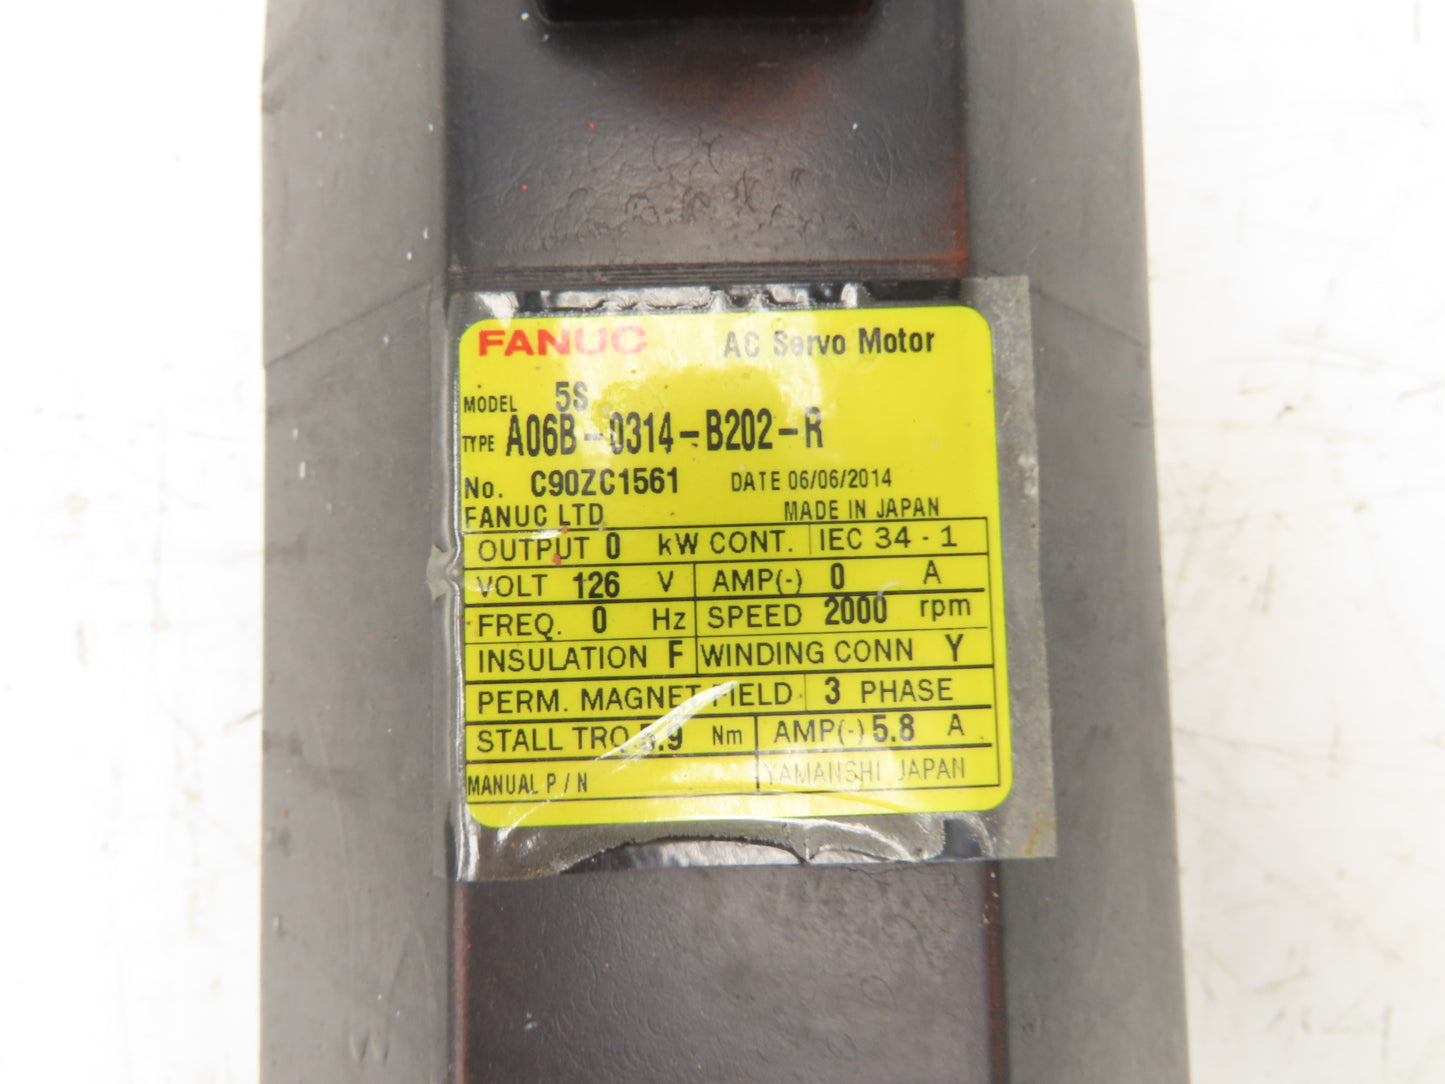 FANUC AC Servo Motor
MODEL 5S
TYPE A06B-0314-B202-R
No. C90ZC1561 DATE 06/06/2014
FANUC LTD MADE IN JAPAN
OUTPUT 0 kW CONT. IEC 34 - 1
VOLT 126 V AMP(~) 0 A
FREQ. 0 Hz SPEED 2000 rpm
INSULATION F WINDING CONN Y
PERM. MAGNET FIELD 3 PHASE
STALL TRQ 5.9 Nm AMP(~) 5.8 A
MANUAL P / N YAMANSHI JAPAN